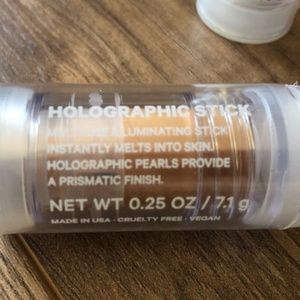 HOLOGRAPHIC STICK
ILLUMINATING STICK
INSTANTLY MELTS INTO SKIN.
HOLOGRAPHIC PEARLS PROVIDE
A PRISMATIC FINISH.
NET WT 0.25 OZ / 7.1 g
MADE IN USA • CRUELTY FREE • VEGAN